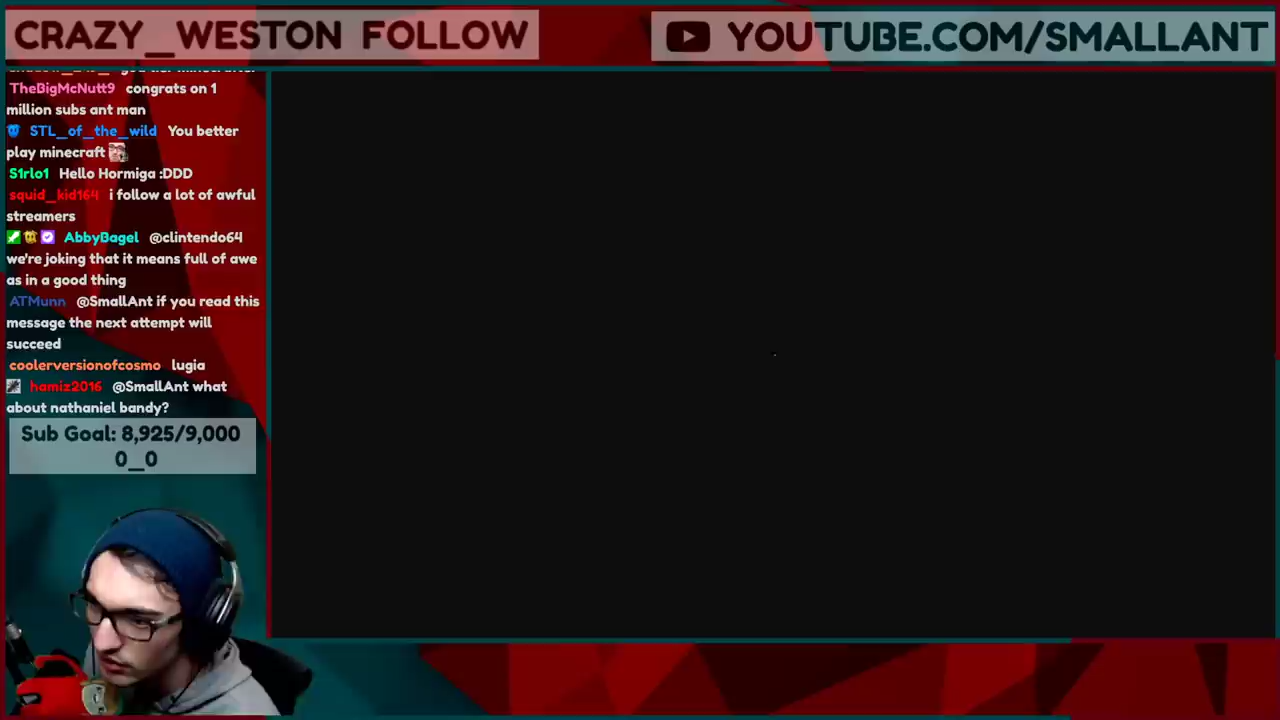 CRAZY_WESTON FOLLOW
YOUTUBE.COM/SMALLANT
TheBigMcNutt9 congrats on 1
million subs ant man
STL_of_the_wild You better
play minecraft
S1rlo1 Hello Hormiga :DDD
squid_kid164 i follow a lot of awful
streamers
AbbyBagel @clintendo64
we're joking that it means full of awe
as in a good thing
ATMunn @SmallAnt if you read this
message the next attempt will
succeed
coolerversionofcosmo lugia
hamiz2016 @SmallAnt what
about nathaniel bandy?
Sub Goal: 8,925/9,000
0_0